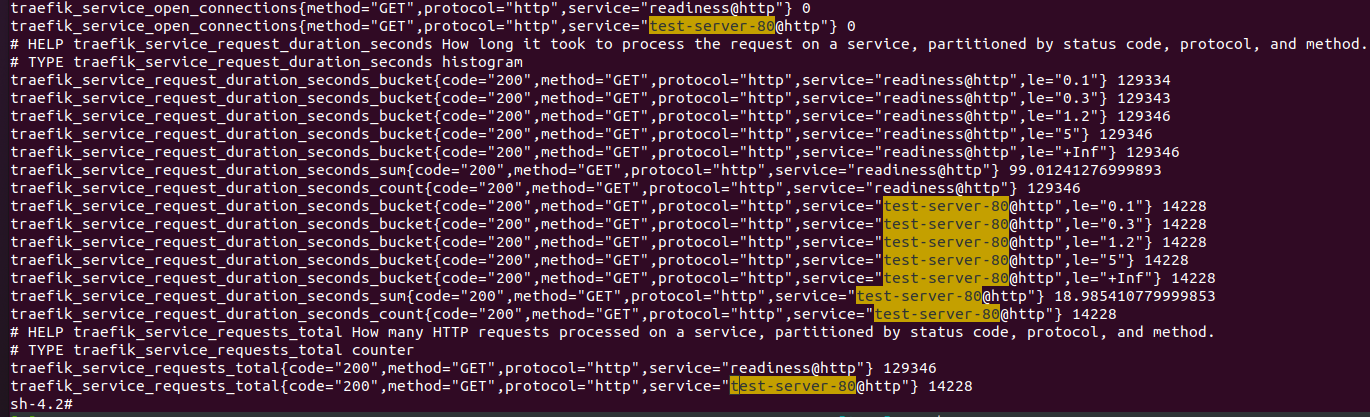 traefik_service_open_connections{method="GET",protocol="http",service="readiness@http"} 0
traefik_service_open_connections{method="GET",protocol="http",service="test-server-80@http"} 0
# HELP traefik_service_request_duration_seconds How long it took to process the request on a service, partitioned by status code, protocol, and method.
# TYPE traefik_service_request_duration_seconds histogram
traefik_service_request_duration_seconds_bucket{code="200",method="GET",protocol="http",service="readiness@http",le="0.1"} 129334
traefik_service_request_duration_seconds_bucket{code="200",method="GET",protocol="http",service="readiness@http",le="0.3"} 129343
traefik_service_request_duration_seconds_bucket{code="200",method="GET",protocol="http",service="readiness@http",le="1.2"} 129346
traefik_service_request_duration_seconds_bucket{code="200",method="GET",protocol="http",service="readiness@http",le="5"} 129346
traefik_service_request_duration_seconds_bucket{code="200",method="GET",protocol="http",service="readiness@http",le="+Inf"} 129346
traefik_service_request_duration_seconds_sum{code="200",method="GET",protocol="http",service="readiness@http"} 99.01241276999893
traefik_service_request_duration_seconds_count{code="200",method="GET",protocol="http",service="readiness@http"} 129346
traefik_service_request_duration_seconds_bucket{code="200",method="GET",protocol="http",service="test-server-80@http",le="0.1"} 14228
traefik_service_request_duration_seconds_bucket{code="200",method="GET",protocol="http",service="test-server-80@http",le="0.3"} 14228
traefik_service_request_duration_seconds_bucket{code="200",method="GET",protocol="http",service="test-server-80@http",le="1.2"} 14228
traefik_service_request_duration_seconds_bucket{code="200",method="GET",protocol="http",service="test-server-80@http",le="5"} 14228
traefik_service_request_duration_seconds_bucket{code="200",method="GET",protocol="http",service="test-server-80@http",le="+Inf"} 14228
traefik_service_request_duration_seconds_sum{code="200",method="GET",protocol="http",service="test-server-80@http"} 18.985410779999853
traefik_service_request_duration_seconds_count{code="200",method="GET",protocol="http",service="test-server-80@http"} 14228
# HELP traefik_service_requests_total How many HTTP requests processed on a service, partitioned by status code, protocol, and method.
# TYPE traefik_service_requests_total counter
traefik_service_requests_total{code="200",method="GET",protocol="http",service="readiness@http"} 129346
traefik_service_requests_total{code="200",method="GET",protocol="http",service="test-server-80@http"} 14228
sh-4.2#